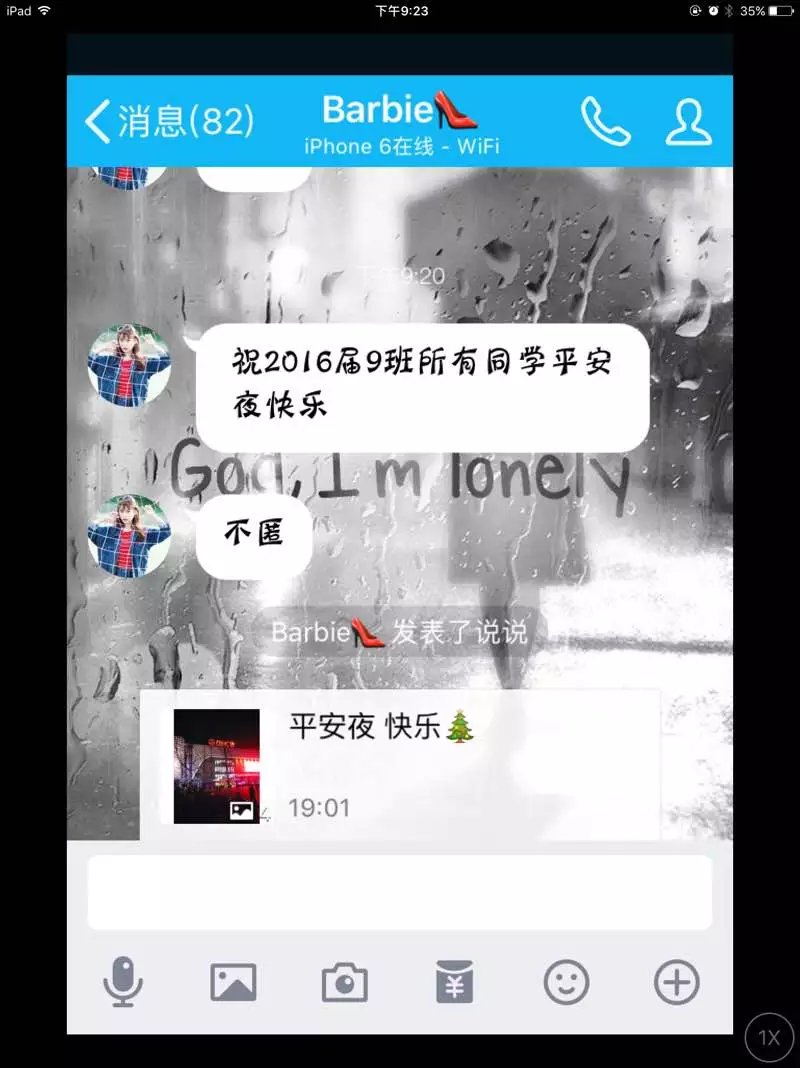 iPad 下午9:23 35%
消息(82) Barbie👠
iPhone 6在线 - WiFi
下午9:20
祝2016届9班所有同学平安
夜快乐
God, I'm lonely
不匿
Barbie👠 发表了说说
平安夜 快乐🎄
19:01
¥
1X